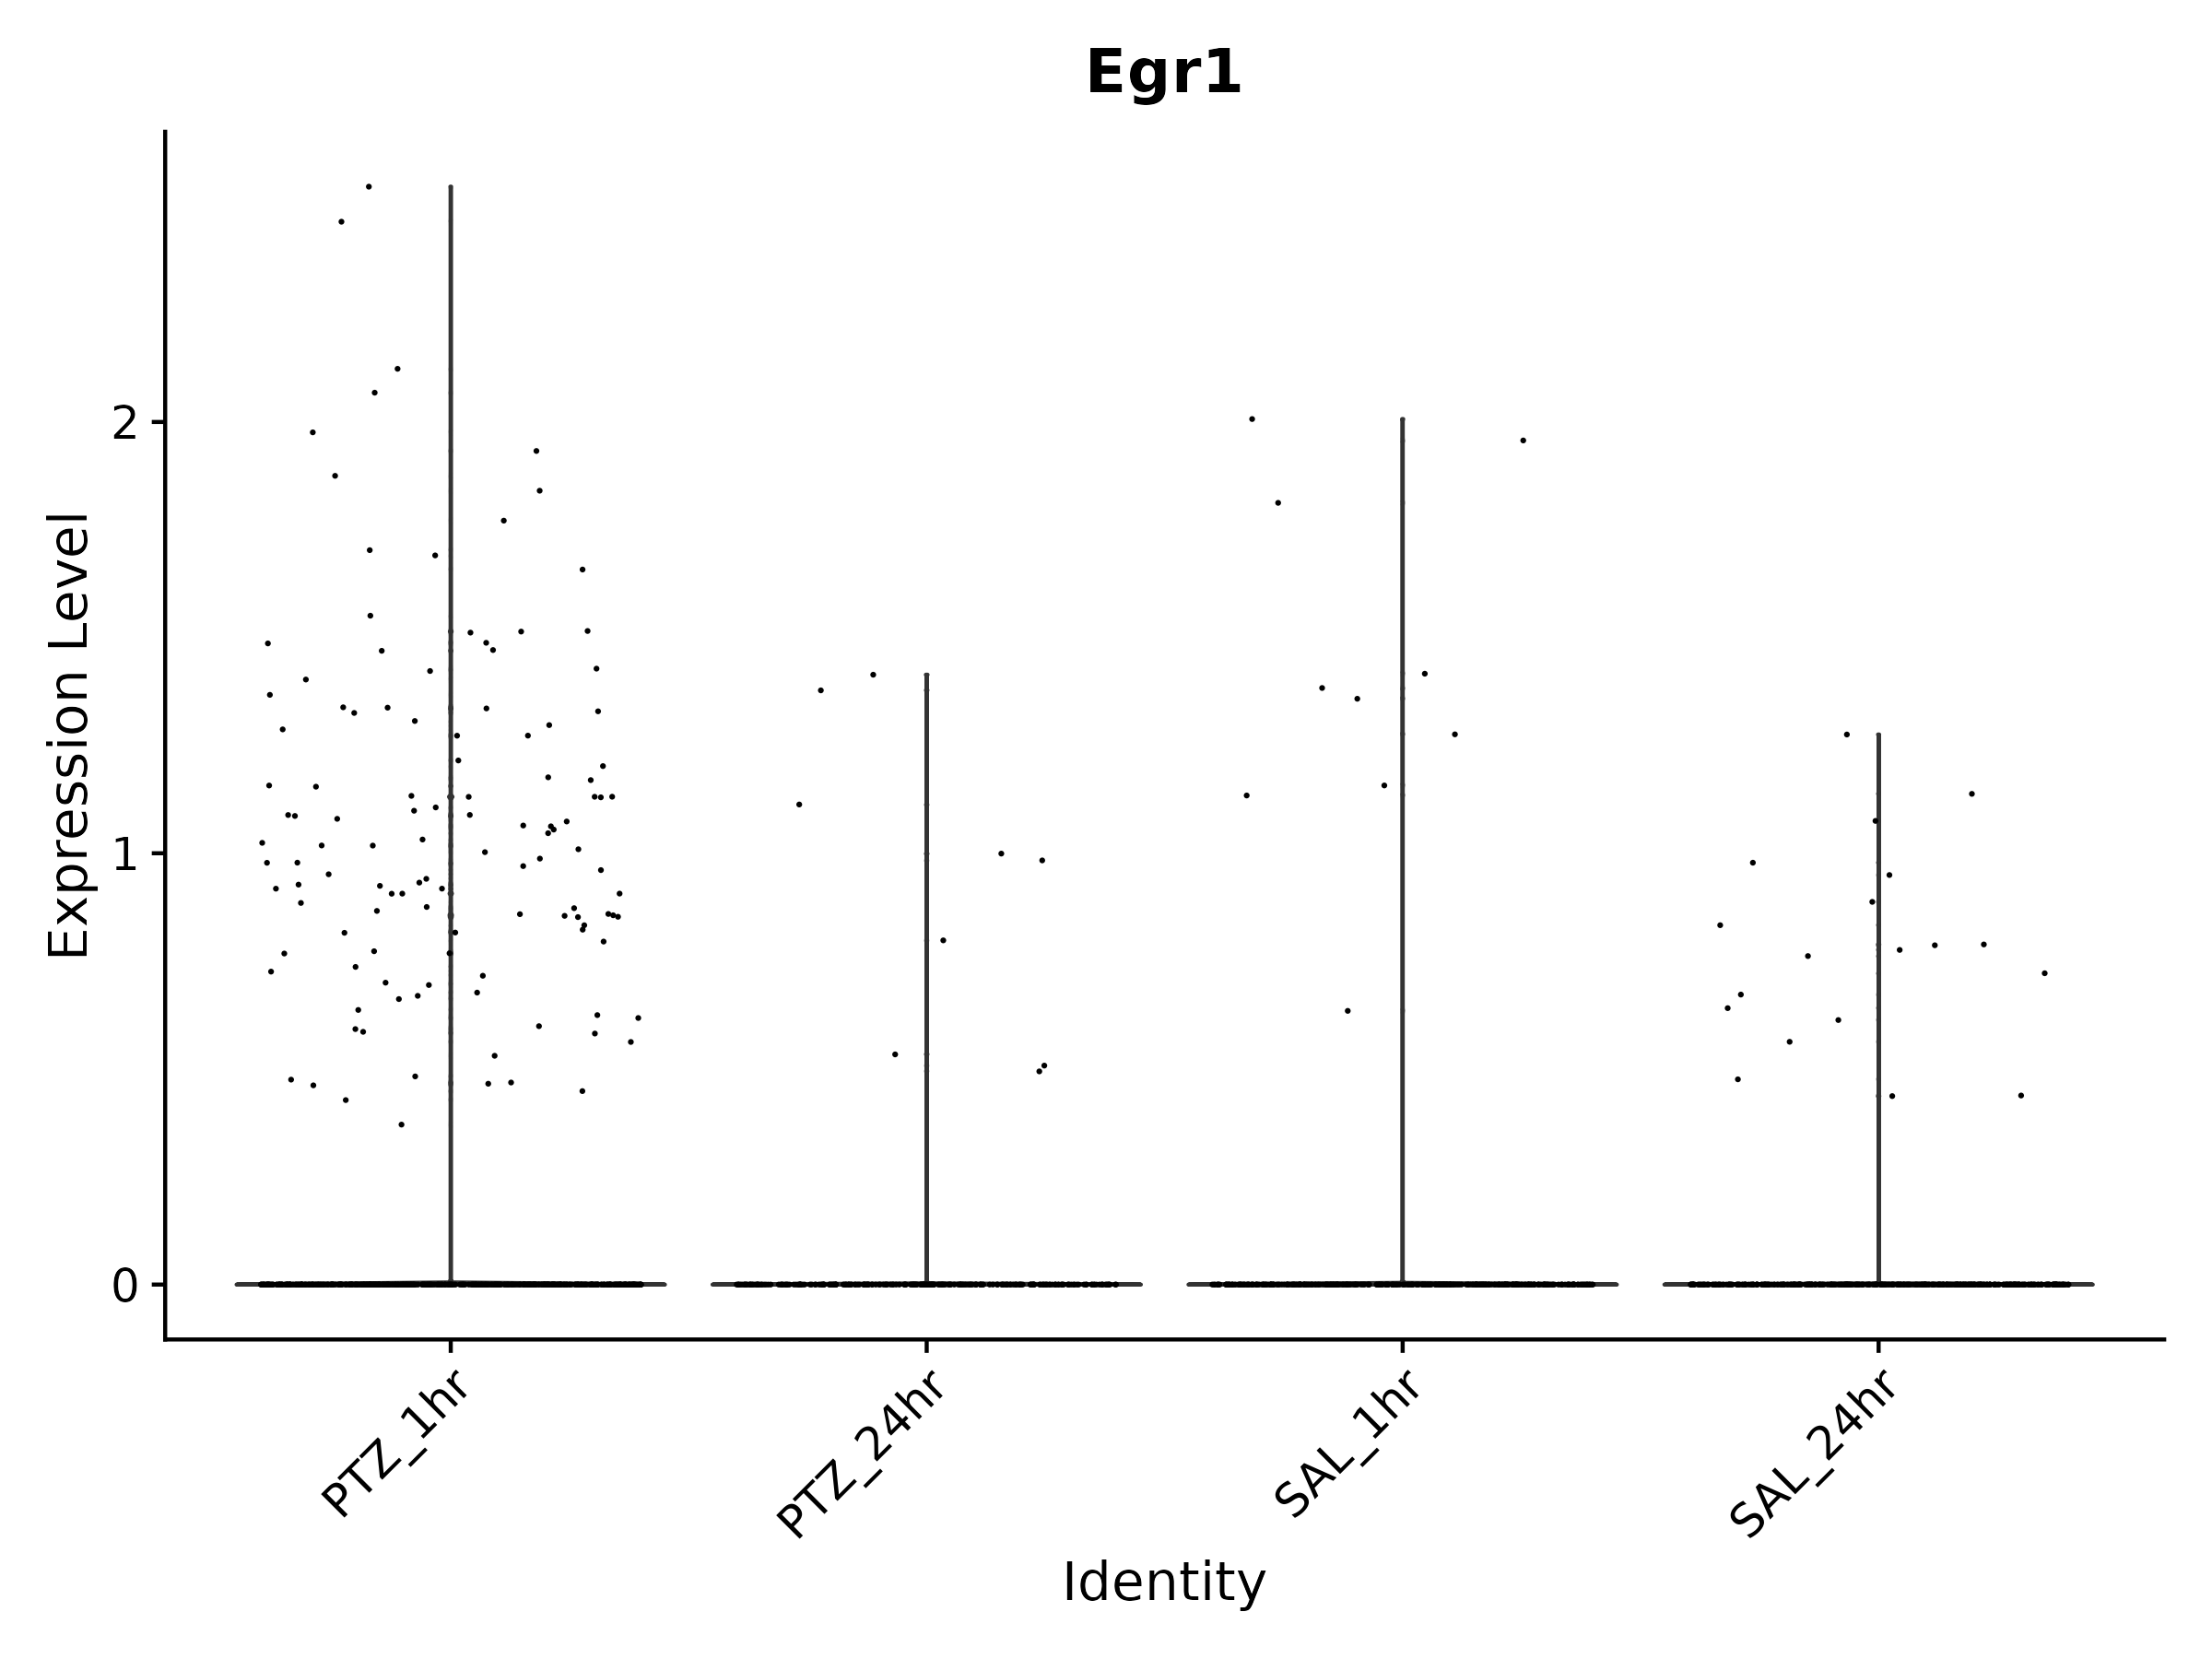 Egr1
Expression Level
2
1
0
PTZ_1hr
PTZ_24hr
SAL_1hr
SAL_24hr
Identity